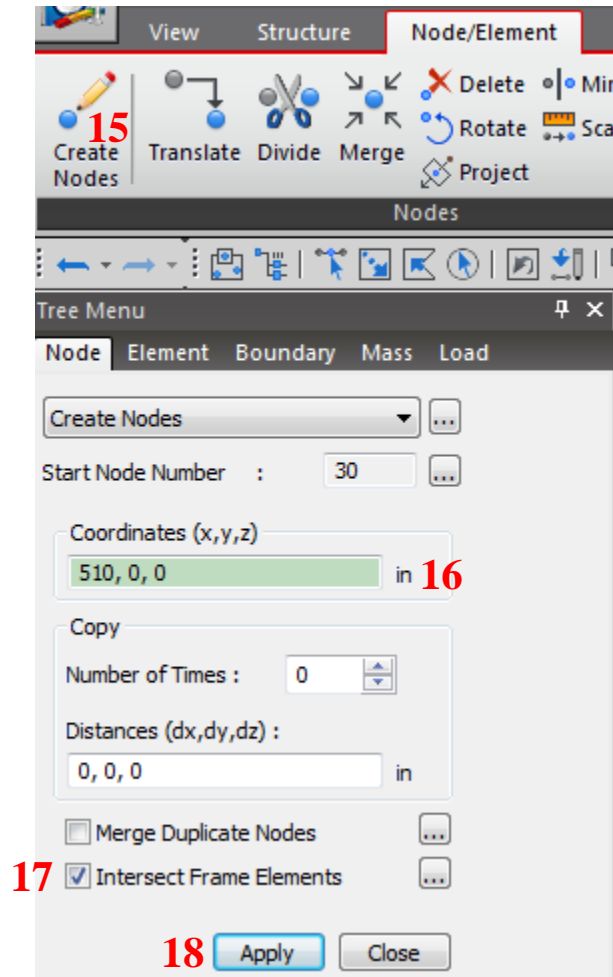 View Structure Node/Element
Delete Mir
15
Create Nodes
Translate Divide Merge
Rotate Sca
Project
Nodes
Tree Menu
Node Element Boundary Mass Load
Create Nodes ...
Start Node Number : 30 ...
Coordinates (x,y,z)
510, 0, 0 in 16
Copy
Number of Times : 0
Distances (dx,dy,dz) :
0, 0, 0 in
Merge Duplicate Nodes ...
17 Intersect Frame Elements ...
18 Apply Close